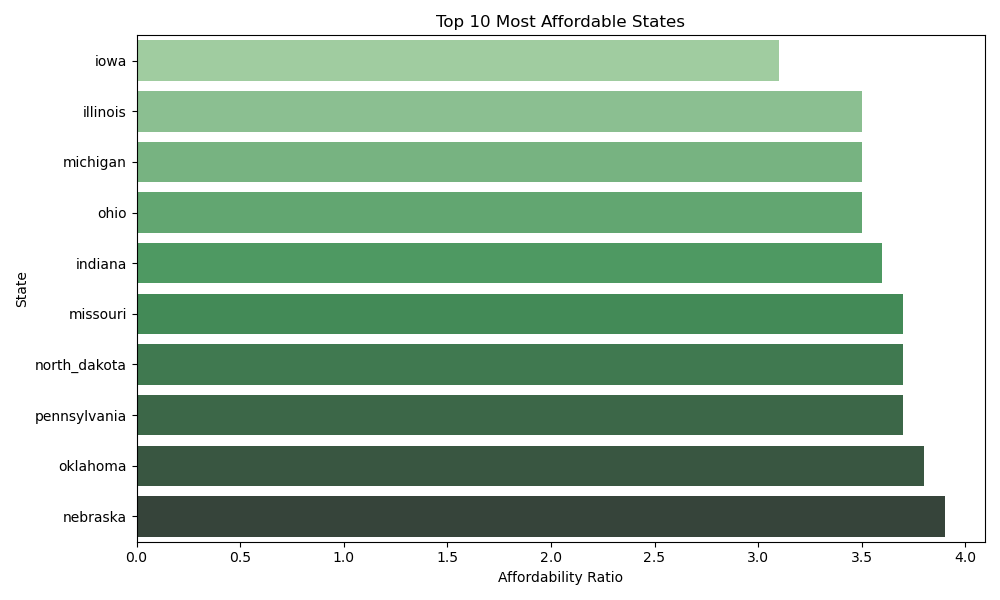 Top 10 Most Affordable States
State
iowa
illinois
michigan
ohio
indiana
missouri
north_dakota
pennsylvania
oklahoma
nebraska
0.0 0.5 1.0 1.5 2.0 2.5 3.0 3.5 4.0
Affordability Ratio